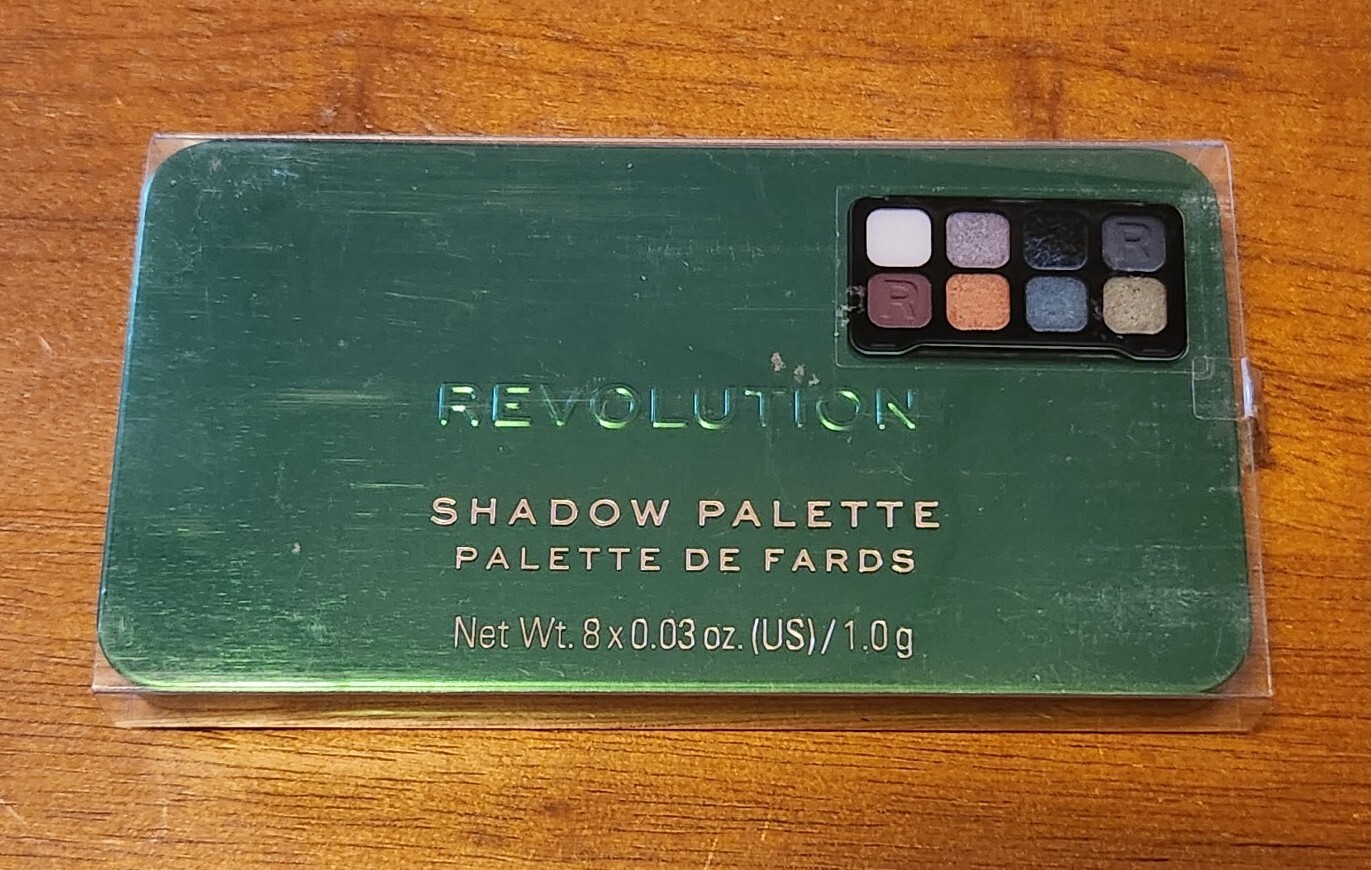 R
R
REVOLUTION
SHADOW PALETTE
PALETTE DE FARDS
Net Wt. 8 x 0.03 oz. (US) / 1.0 g